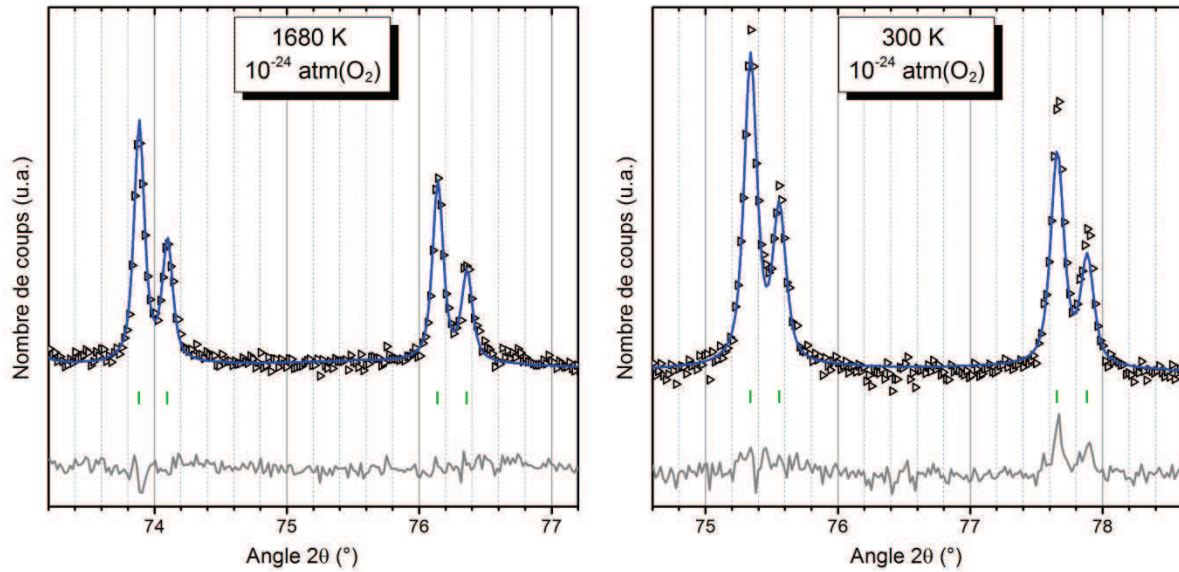 1680 K
10⁻²⁴ atm(O₂)
Nombre de coups (u.a.)
74 75 76 77
Angle 2θ (°)
300 K
10⁻²⁴ atm(O₂)
Nombre de coups (u.a.)
75 76 77 78
Angle 2θ (°)